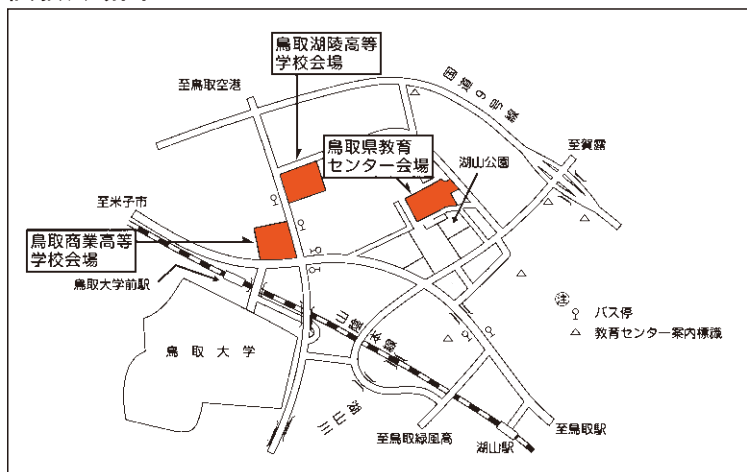 鳥取湖陵高等
学校会場
至鳥取空港
国道9号線
鳥取県教育
センター会場
湖山公園
至賀露
至米子市
鳥取商業高等
学校会場
鳥取大学前駅
山陰本線
注
バス停
教育センター案内標識
鳥取大学
湖山川
至鳥取緑風高
湖山駅
至鳥取駅